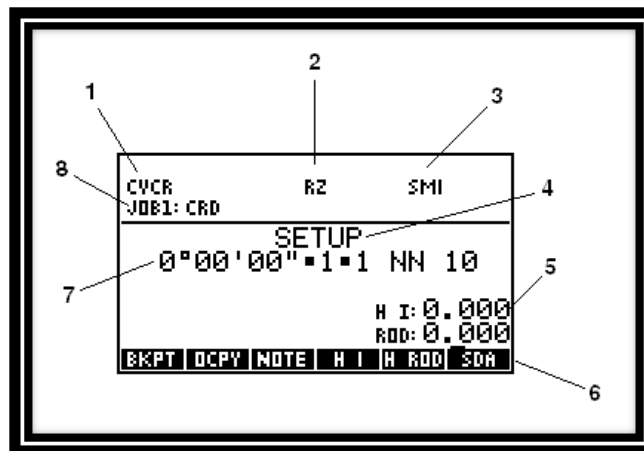 1
2
3
CVCR RZ SMI
8
JOB1: CRD
4
SETUP
7
0°00'00"▪1▪1 NN 10
5
H I: 0.000
ROD: 0.000
BKPT OCPY NOTE H I H ROD SDA
6